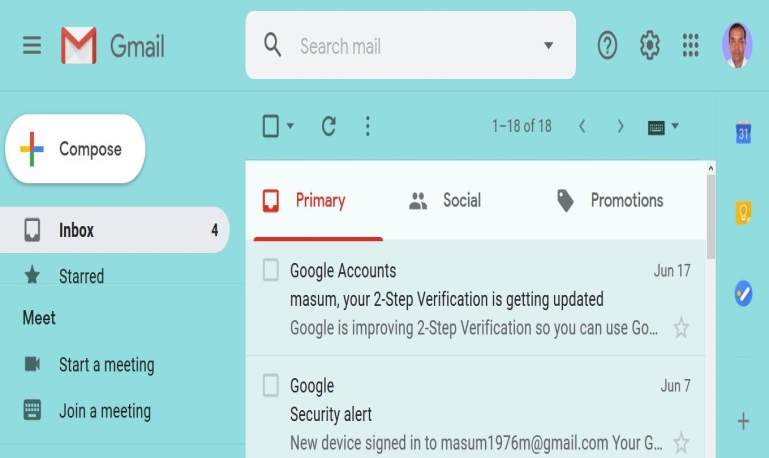 Gmail
Search mail
Compose
1–18 of 18
31
Primary
Social
Promotions
Inbox 4
Starred
Meet
Start a meeting
Join a meeting
Google Accounts Jun 17
masum, your 2-Step Verification is getting updated
Google is improving 2-Step Verification so you can use Go...
Google Jun 7
Security alert
New device signed in to masum1976m@gmail.com Your G...